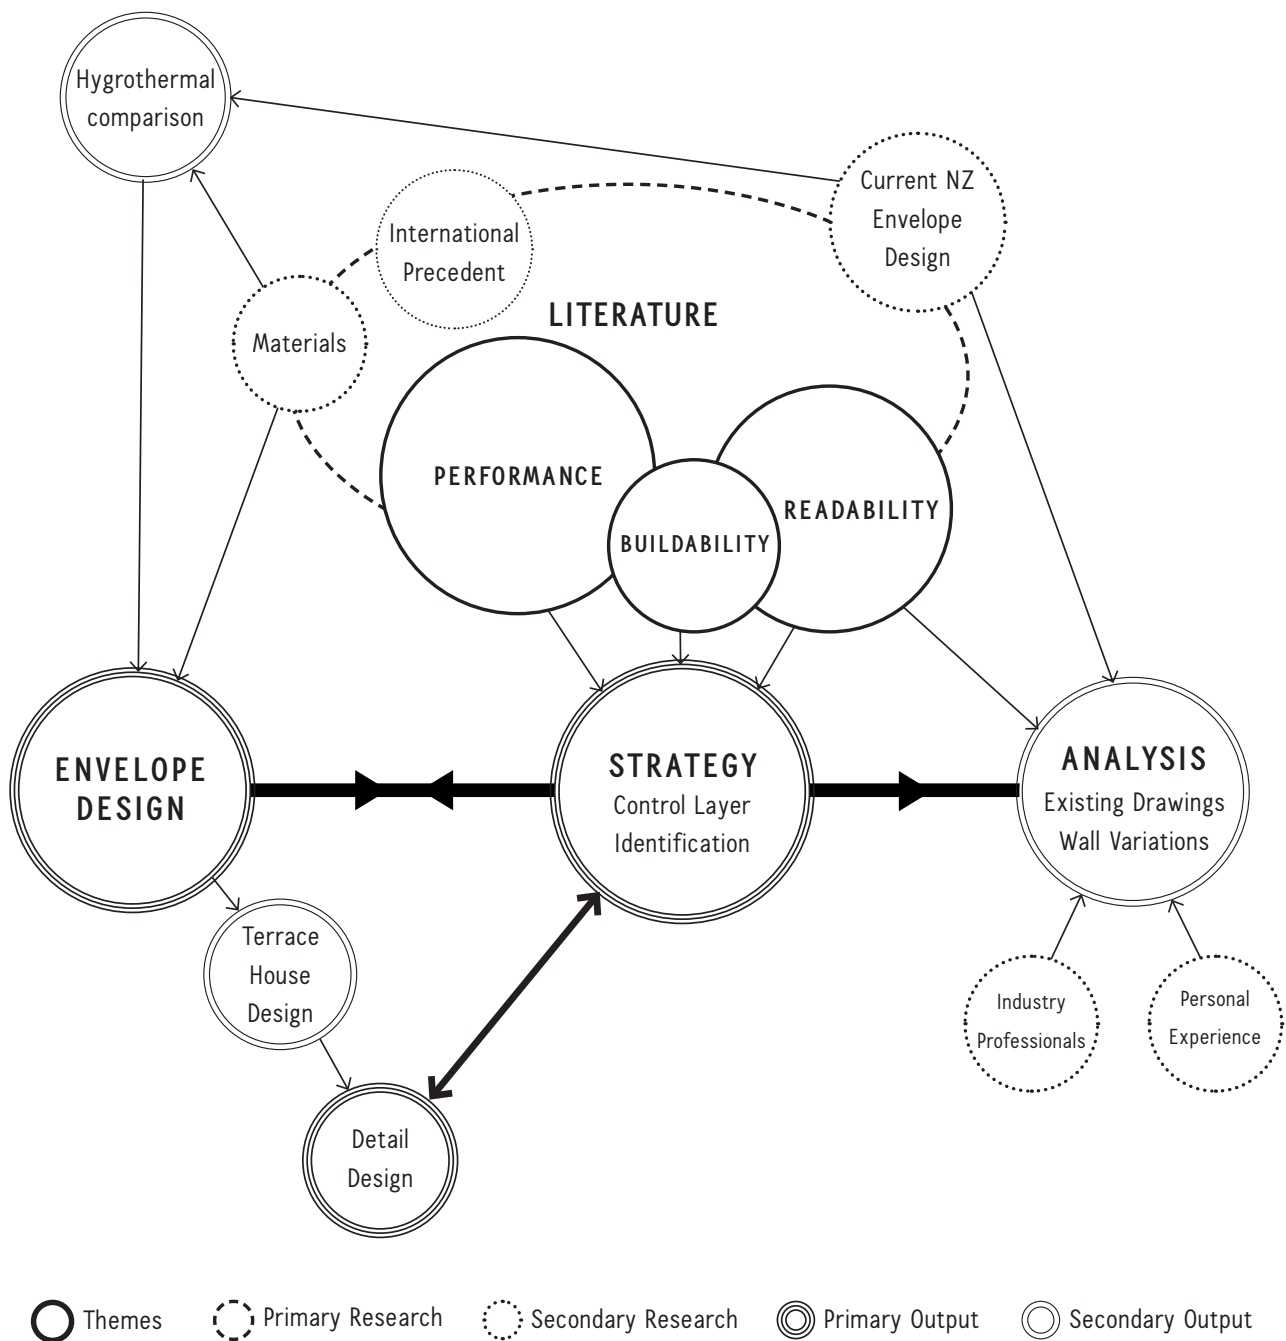 Hygrothermal
comparison
Current NZ
Envelope
Design
International
Precedent
LITERATURE
Materials
PERFORMANCE
READABILITY
BUILDABILITY
ENVELOPE
DESIGN
STRATEGY
Control Layer
Identification
ANALYSIS
Existing Drawings
Wall Variations
Terrace
House
Design
Industry
Professionals
Personal
Experience
Detail
Design
Themes
Primary Research
Secondary Research
Primary Output
Secondary Output